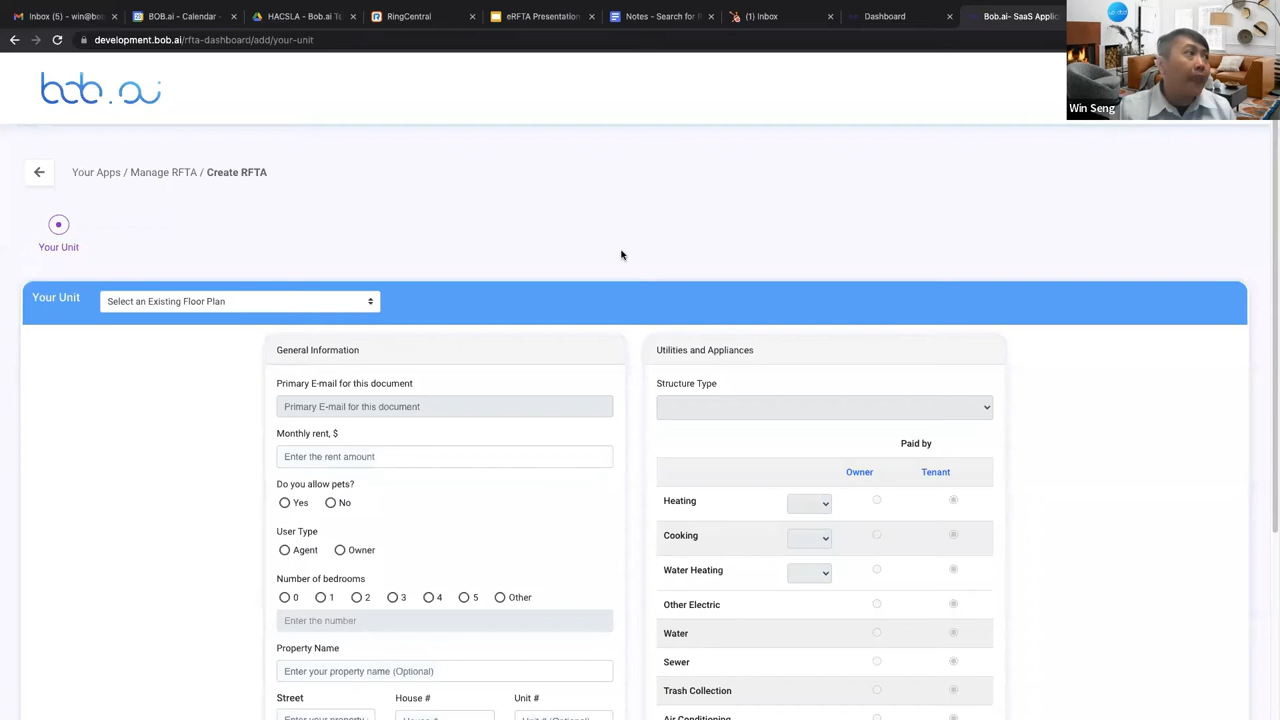 Inbox (5) - win@bo
BOB.ai - Calendar -
HACSLA - Bob.ai T
RingCentral
eRFTA Presentation
Notes - Search for R
(1) Inbox
Dashboard
Bob.ai- SaaS Applic
development.bob.ai/rfta-dashboard/add/your-unit
bob.ai
Win Seng
Your Apps / Manage RFTA / Create RFTA
Your Unit
Your Unit
Select an Existing Floor Plan
General Information
Primary E-mail for this document
Primary E-mail for this document
Monthly rent, $
Enter the rent amount
Do you allow pets?
Yes No
User Type
Agent Owner
Number of bedrooms
0 1 2 3 4 5 Other
Enter the number
Property Name
Enter your property name (Optional)
Street House # Unit #
Enter your property House # Unit # (Optional)
Utilities and Appliances
Structure Type
Paid by
Owner Tenant
Heating
Cooking
Water Heating
Other Electric
Water
Sewer
Trash Collection
Air Conditioning